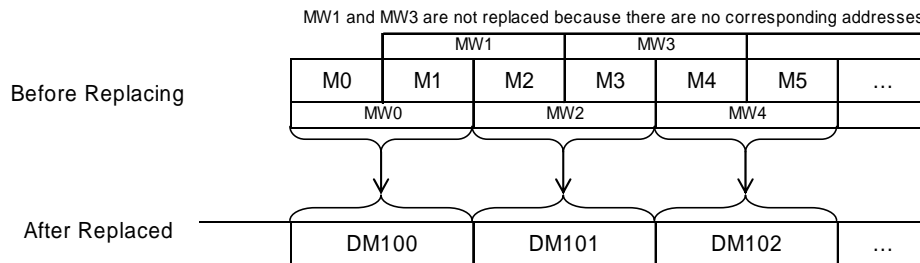 MW1 and MW3 are not replaced because there are no corresponding addresses
MW1 MW3
Before Replacing M0 M1 M2 M3 M4 M5 ...
MW0 MW2 MW4
After Replaced DM100 DM101 DM102 ...